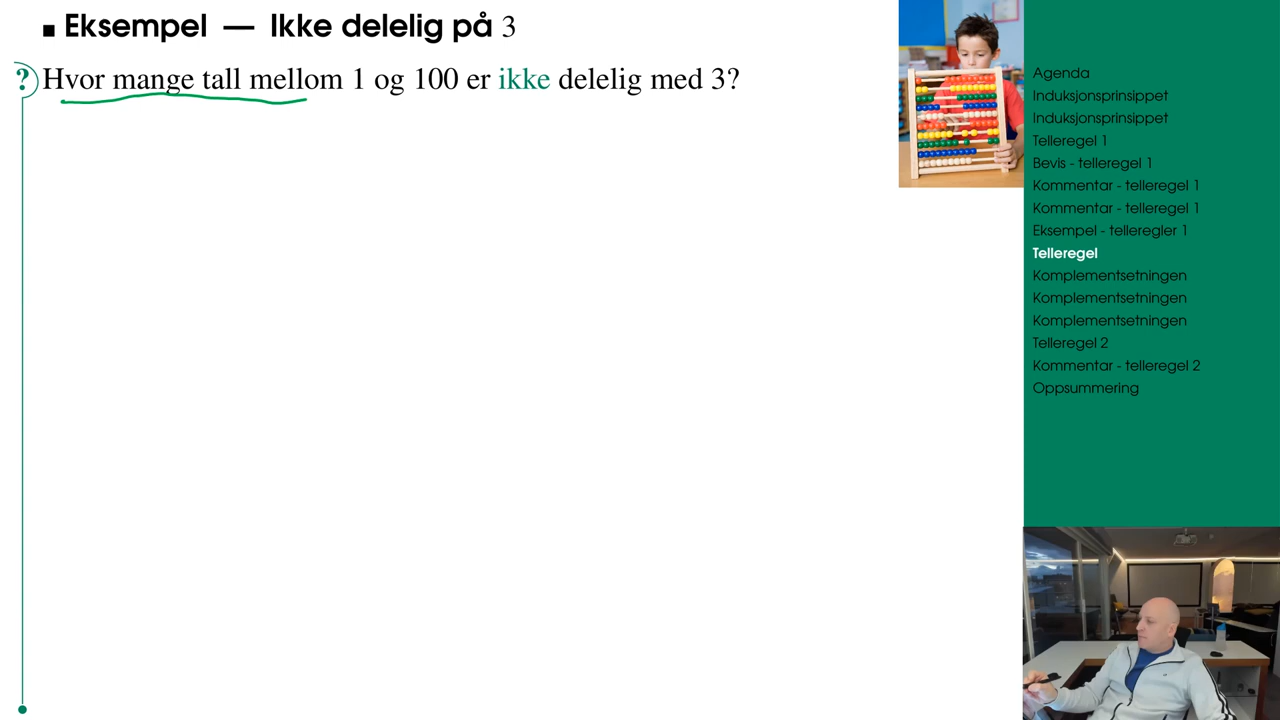 Eksempel — Ikke delelig på 3
? Hvor mange tall mellom 1 og 100 er ikke delelig med 3?
Agenda
Induksjonsprinsippet
Induksjonsprinsippet
Telleregel 1
Bevis - telleregel 1
Kommentar - telleregel 1
Kommentar - telleregel 1
Eksempel - telleregler 1
Telleregel
Komplementsetningen
Komplementsetningen
Komplementsetningen
Telleregel 2
Kommentar - telleregel 2
Oppsummering